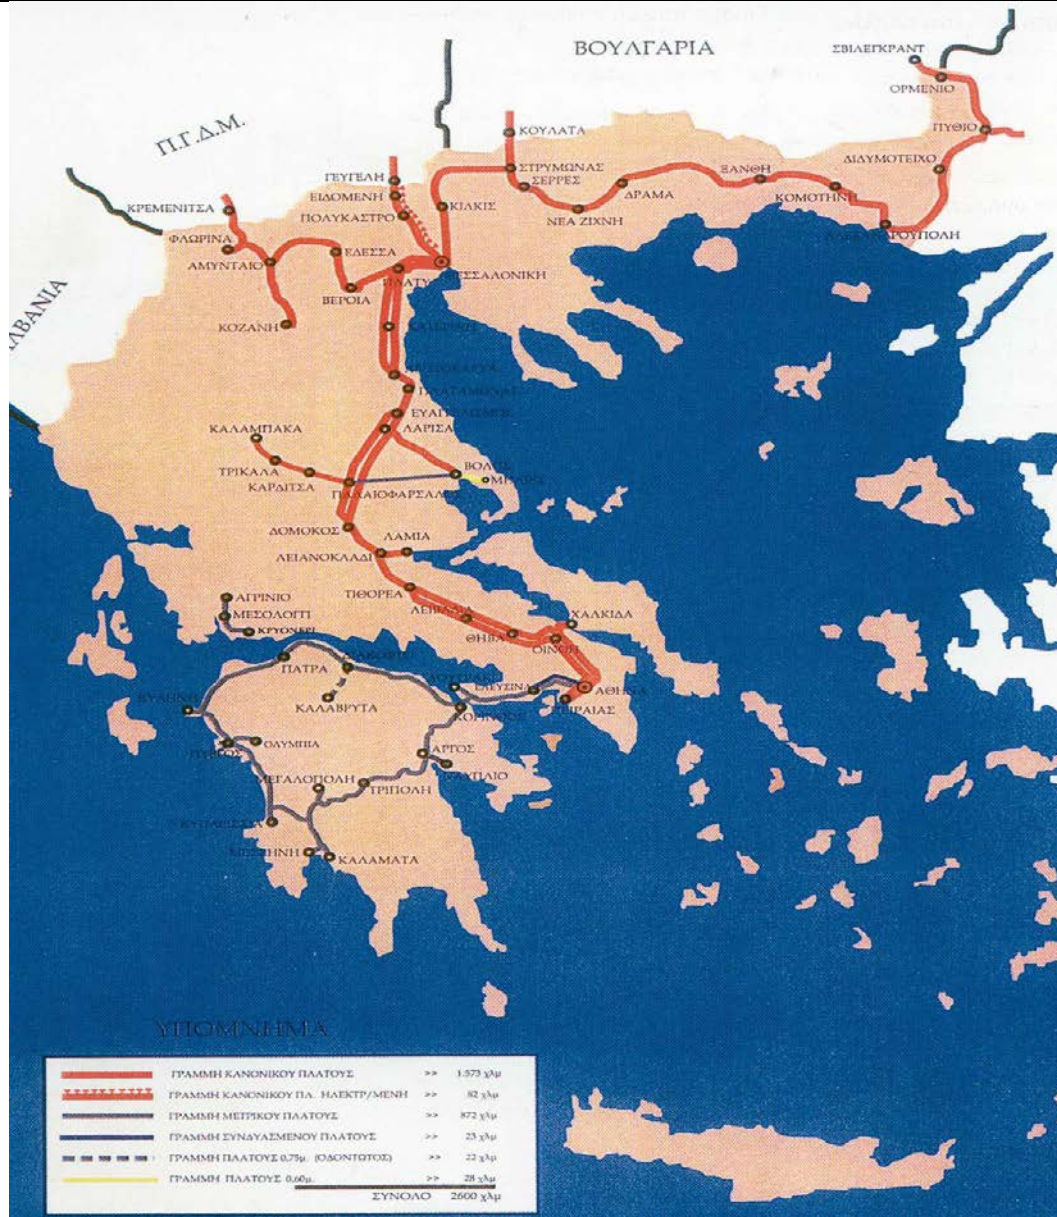 ΒΟΥΛΓΑΡΙΑ
ΣΒΙΛΕΓΚΡΑΝΤ
ΟΡΜΕΝΙΟ
Π.Γ.Δ.Μ.
ΚΟΥΛΑΤΑ
ΠΥΘΙΟ
ΔΙΔΥΜΟΤΕΙΧΟ
ΣΤΡΥΜΩΝΑΣ
ΓΕΥΓΕΛΗ
ΞΑΝΘΗ
ΣΕΡΡΕΣ
ΔΡΑΜΑ
ΕΙΔΟΜΕΝΗ
ΚΟΜΟΤΗΝΗ
ΚΡΕΜΕΝΙΤΣΑ
ΠΟΛΥΚΑΣΤΡΟ
ΚΙΛΚΙΣ
ΝΕΑ ΖΙΧΝΗ
ΦΛΩΡΙΝΑ
ΕΔΕΣΣΑ
ΑΜΥΝΤΑΙΟ
ΠΛΑΤΥ
ΒΕΡΟΙΑ
ΚΟΖΑΝΗ
ΛΑΡΙΣΑ
ΚΑΛΑΜΠΑΚΑ
ΤΡΙΚΑΛΑ
ΚΑΡΔΙΤΣΑ
ΠΑΛΑΙΟΦΑΡΣΑΛΟΣ
ΔΟΜΟΚΟΣ
ΛΑΜΙΑ
ΛΕΙΑΝΟΚΛΑΔΙ
ΤΙΘΟΡΕΑ
ΑΓΡΙΝΙΟ
ΛΕΙΒΑΔΙΑ
ΧΑΛΚΙΔΑ
ΜΕΣΟΛΟΓΓΙ
ΚΡΥΟΝΕΡΙ
ΘΗΒΑ
ΟΙΝΟΗ
ΠΑΤΡΑ
ΕΛΕΥΣΙΝΑ
ΑΘΗΝΑ
ΚΑΛΑΒΡΥΤΑ
ΟΛΥΜΠΙΑ
ΑΡΓΟΣ
ΜΕΓΑΛΟΠΟΛΗ
ΤΡΙΠΟΛΗ
ΚΑΛΑΜΑΤΑ
ΥΠΟΜΝΗΜΑ
ΓΡΑΜΜΗ ΚΑΝΟΝΙΚΟΥ ΠΛΑΤΟΥΣ >> 1.573 χλμ
ΓΡΑΜΜΗ ΚΑΝΟΝΙΚΟΥ ΠΛ. ΗΛΕΚΤΡ/ΜΕΝΗ >> 82 χλμ
ΓΡΑΜΜΗ ΜΕΤΡΙΚΟΥ ΠΛΑΤΟΥΣ >> 872 χλμ
ΓΡΑΜΜΗ ΣΥΝΔΥΑΣΜΕΝΟΥ ΠΛΑΤΟΥΣ >> 23 χλμ
ΓΡΑΜΜΗ ΠΛΑΤΟΥΣ 0,75μ. (ΟΔΟΝΤΩΤΟΣ) >> 22 χλμ
ΓΡΑΜΜΗ ΠΛΑΤΟΥΣ 0,60μ. >> 28 χλμ
ΣΥΝΟΛΟ 2600 χλμ